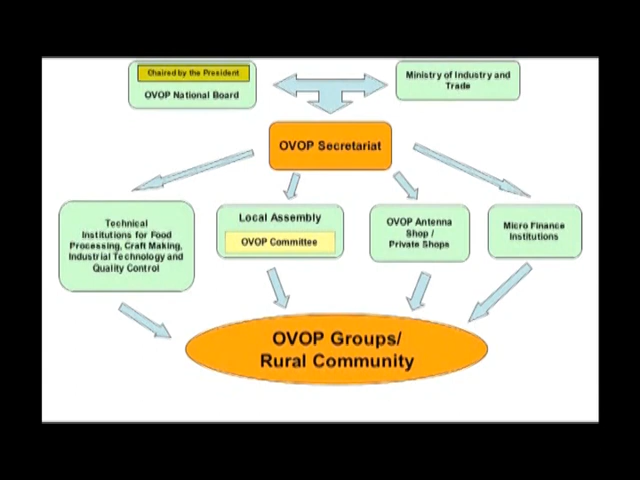 Chaired by the President
OVOP National Board
Ministry of Industry and
Trade
OVOP Secretariat
Technical
Institutions for Food
Processing, Craft Making,
Industrial Technology and
Quality Control
Local Assembly
OVOP Committee
OVOP Antenna
Shop /
Private Shops
Micro Finance
Institutions
OVOP Groups/
Rural Community